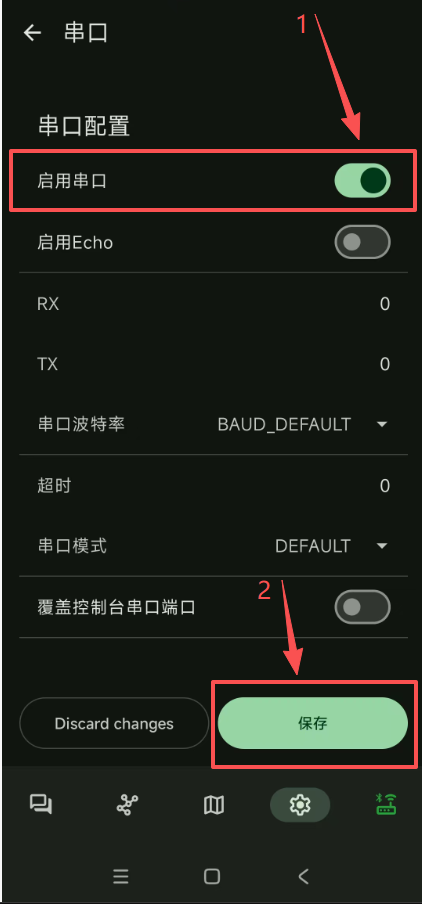 串口
1
串口配置
启用串口
启用Echo
RX 0
TX 0
串口波特率 BAUD_DEFAULT
超时 0
串口模式 DEFAULT
2
覆盖控制台串口端口
Discard changes 保存